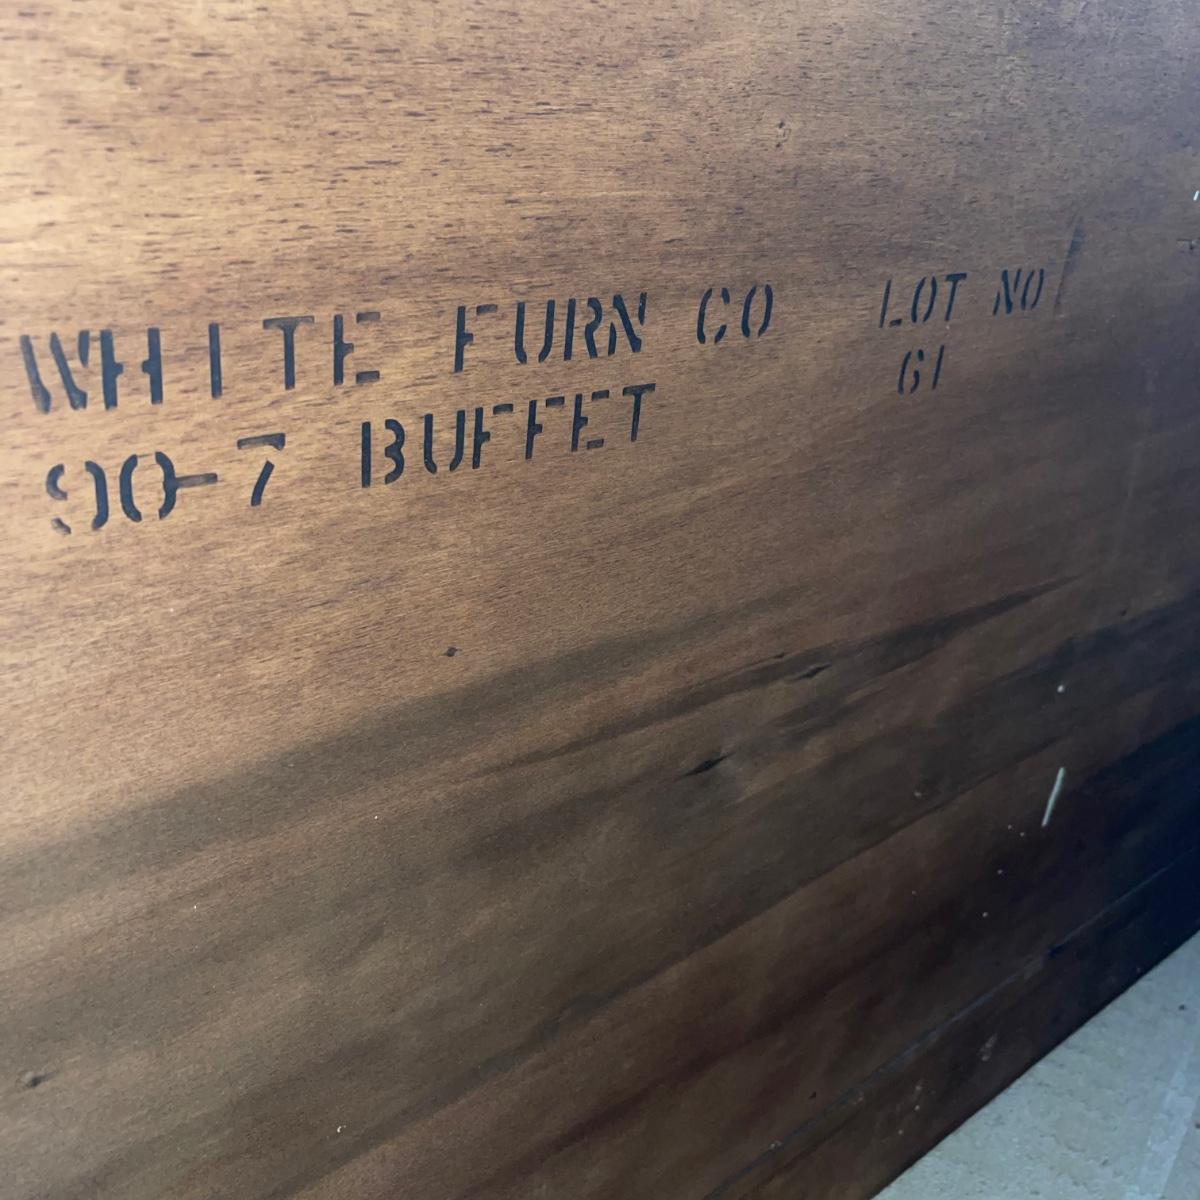 WHITE FURN CO LOT NO
90-7 BUFFET 61